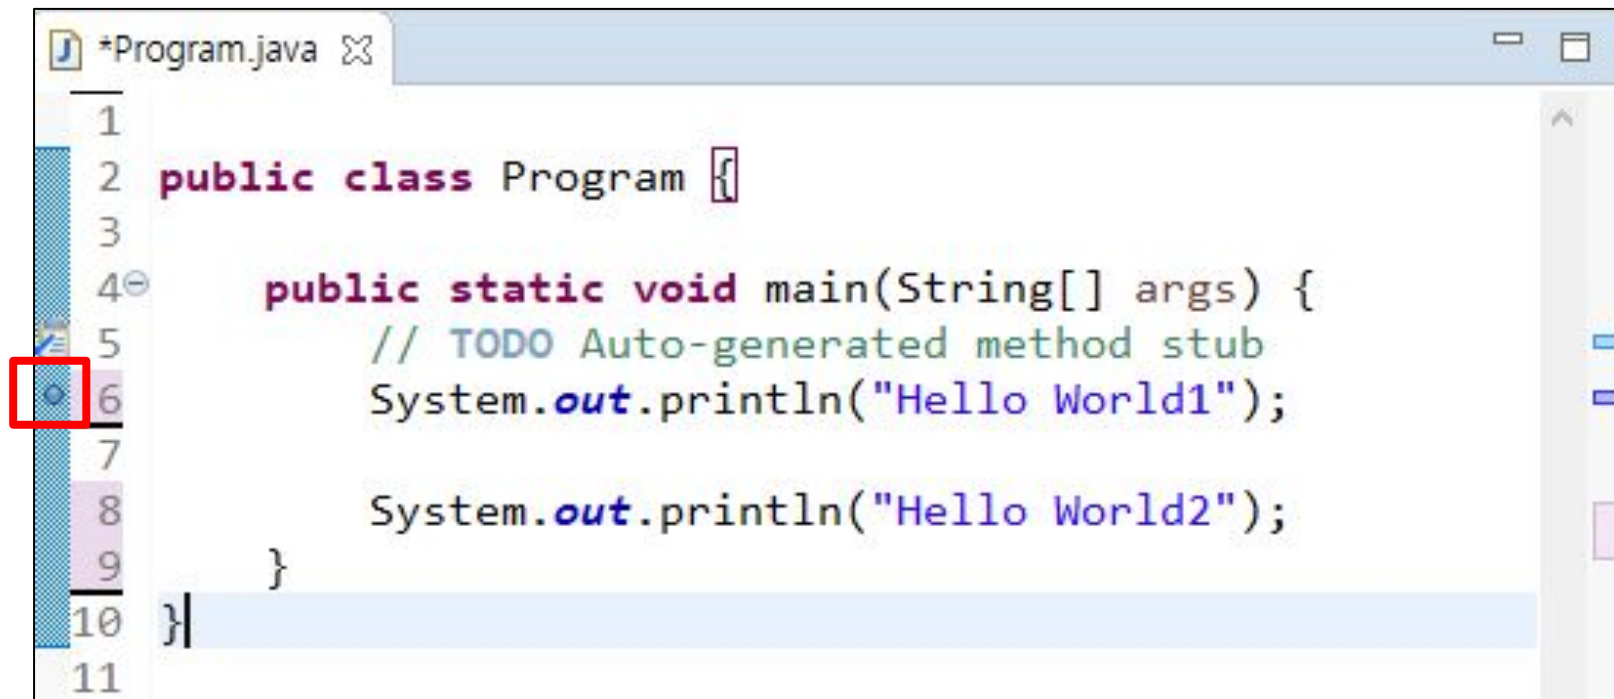 *Program.java
1
2 public class Program {
3
4 public static void main(String[] args) {
5 // TODO Auto-generated method stub
6 System.out.println("Hello World1");
7
8 System.out.println("Hello World2");
9 }
10 }
11